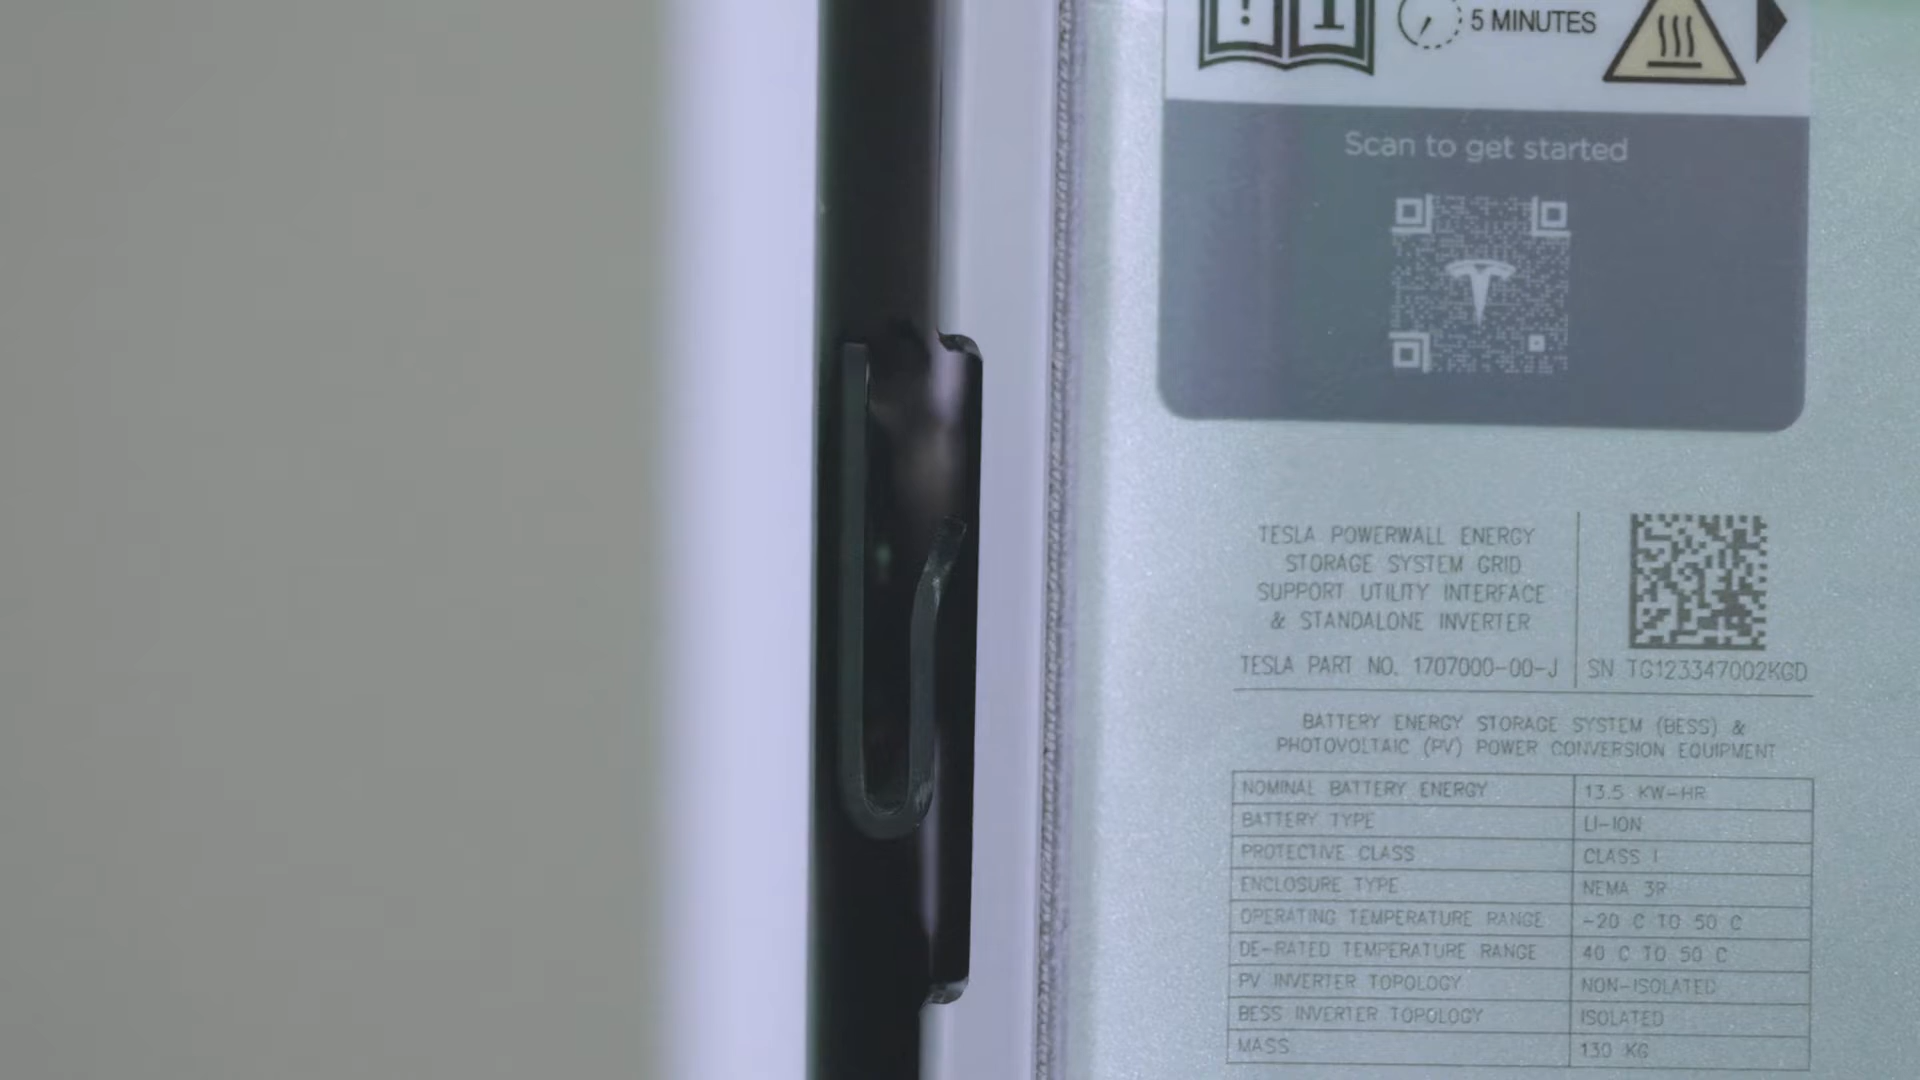 5 MINUTES
Scan to get started
TESLA POWERWALL ENERGY
STORAGE SYSTEM GRID
SUPPORT UTILITY INTERFACE
& STANDALONE INVERTER
TESLA PART NO. 1707000-00-J
SN TG123347002KGD
BATTERY ENERGY STORAGE SYSTEM (BESS) &
PHOTOVOLTAIC (PV) POWER CONVERSION EQUIPMENT
NOMINAL BATTERY ENERGY 13.5 KW-HR
BATTERY TYPE LI-ION
PROTECTIVE CLASS CLASS I
ENCLOSURE TYPE NEMA 3R
OPERATING TEMPERATURE RANGE -20 C TO 50 C
DE-RATED TEMPERATURE RANGE 40 C TO 50 C
PV INVERTER TOPOLOGY NON-ISOLATED
BESS INVERTER TOPOLOGY ISOLATED
MASS 130 KG